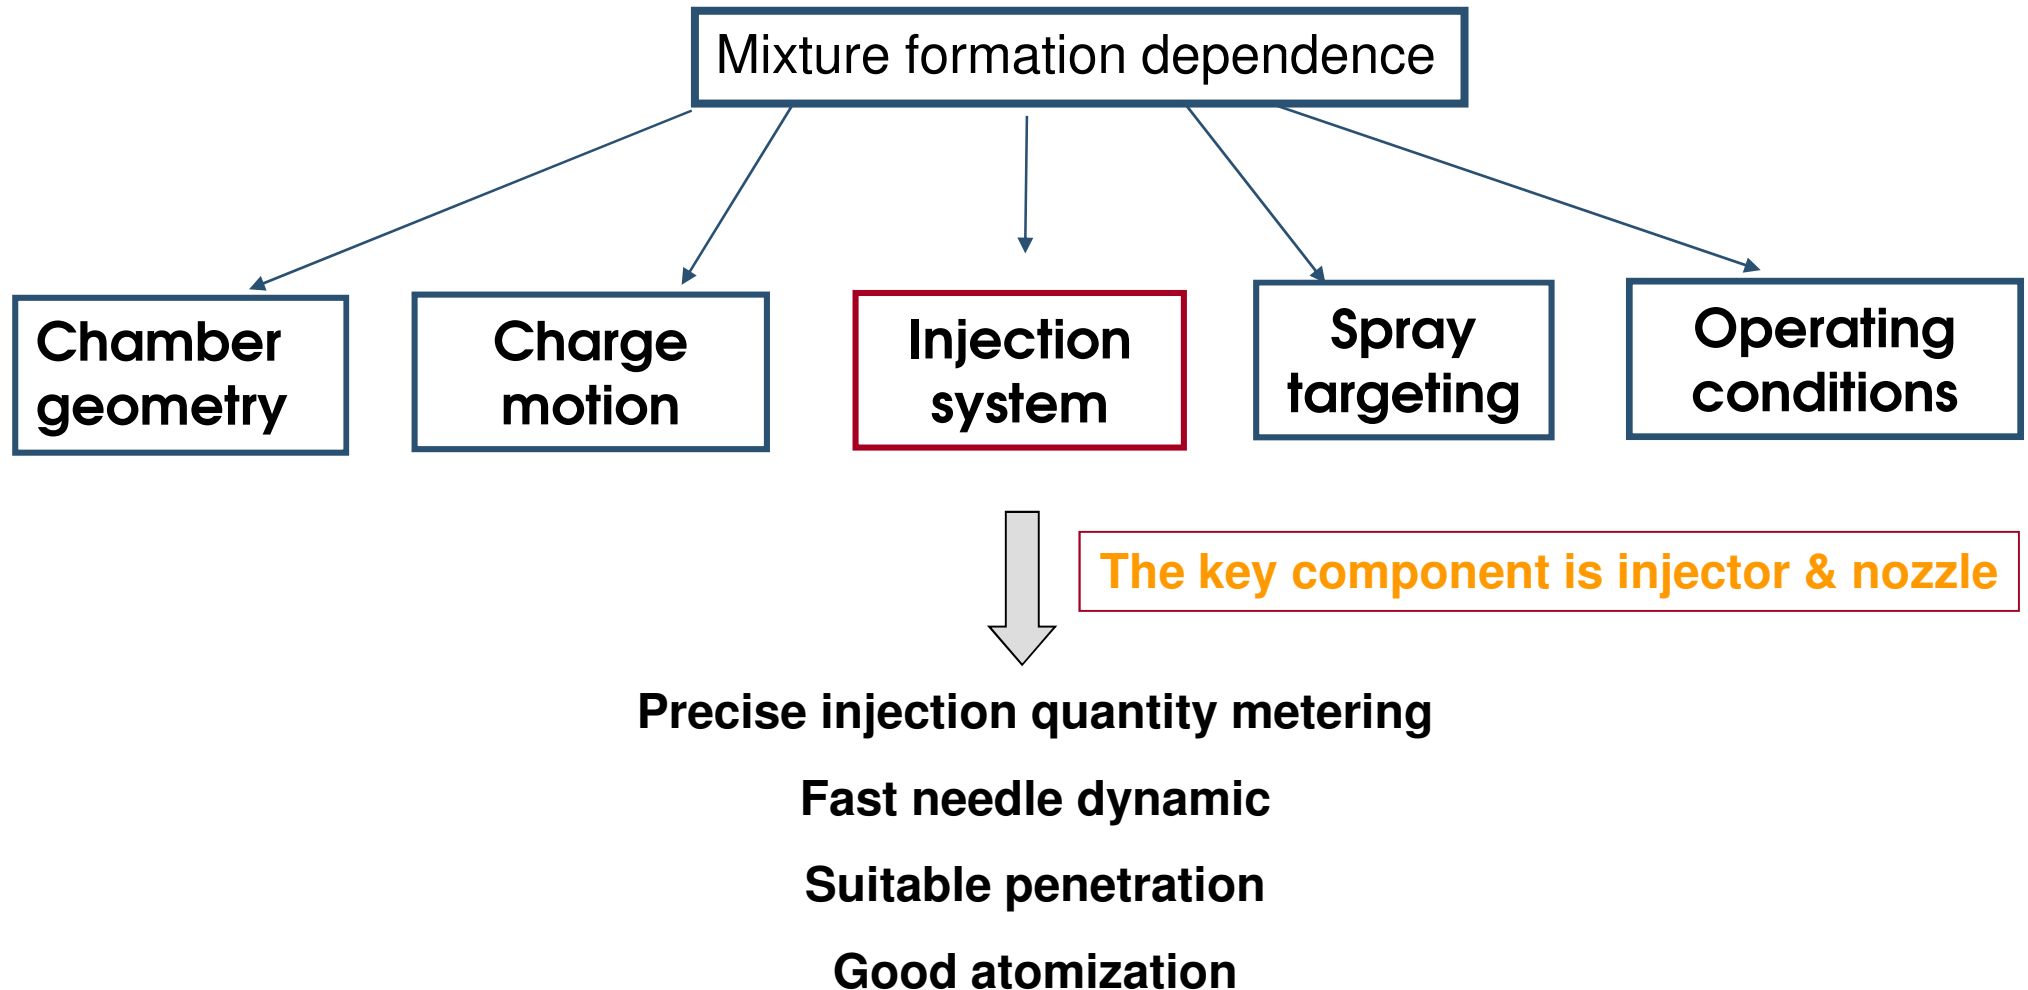 Mixture formation dependence
Chamber
geometry
Charge
motion
Injection
system
Spray
targeting
Operating
conditions
The key component is injector & nozzle
Precise injection quantity metering
Fast needle dynamic
Suitable penetration
Good atomization